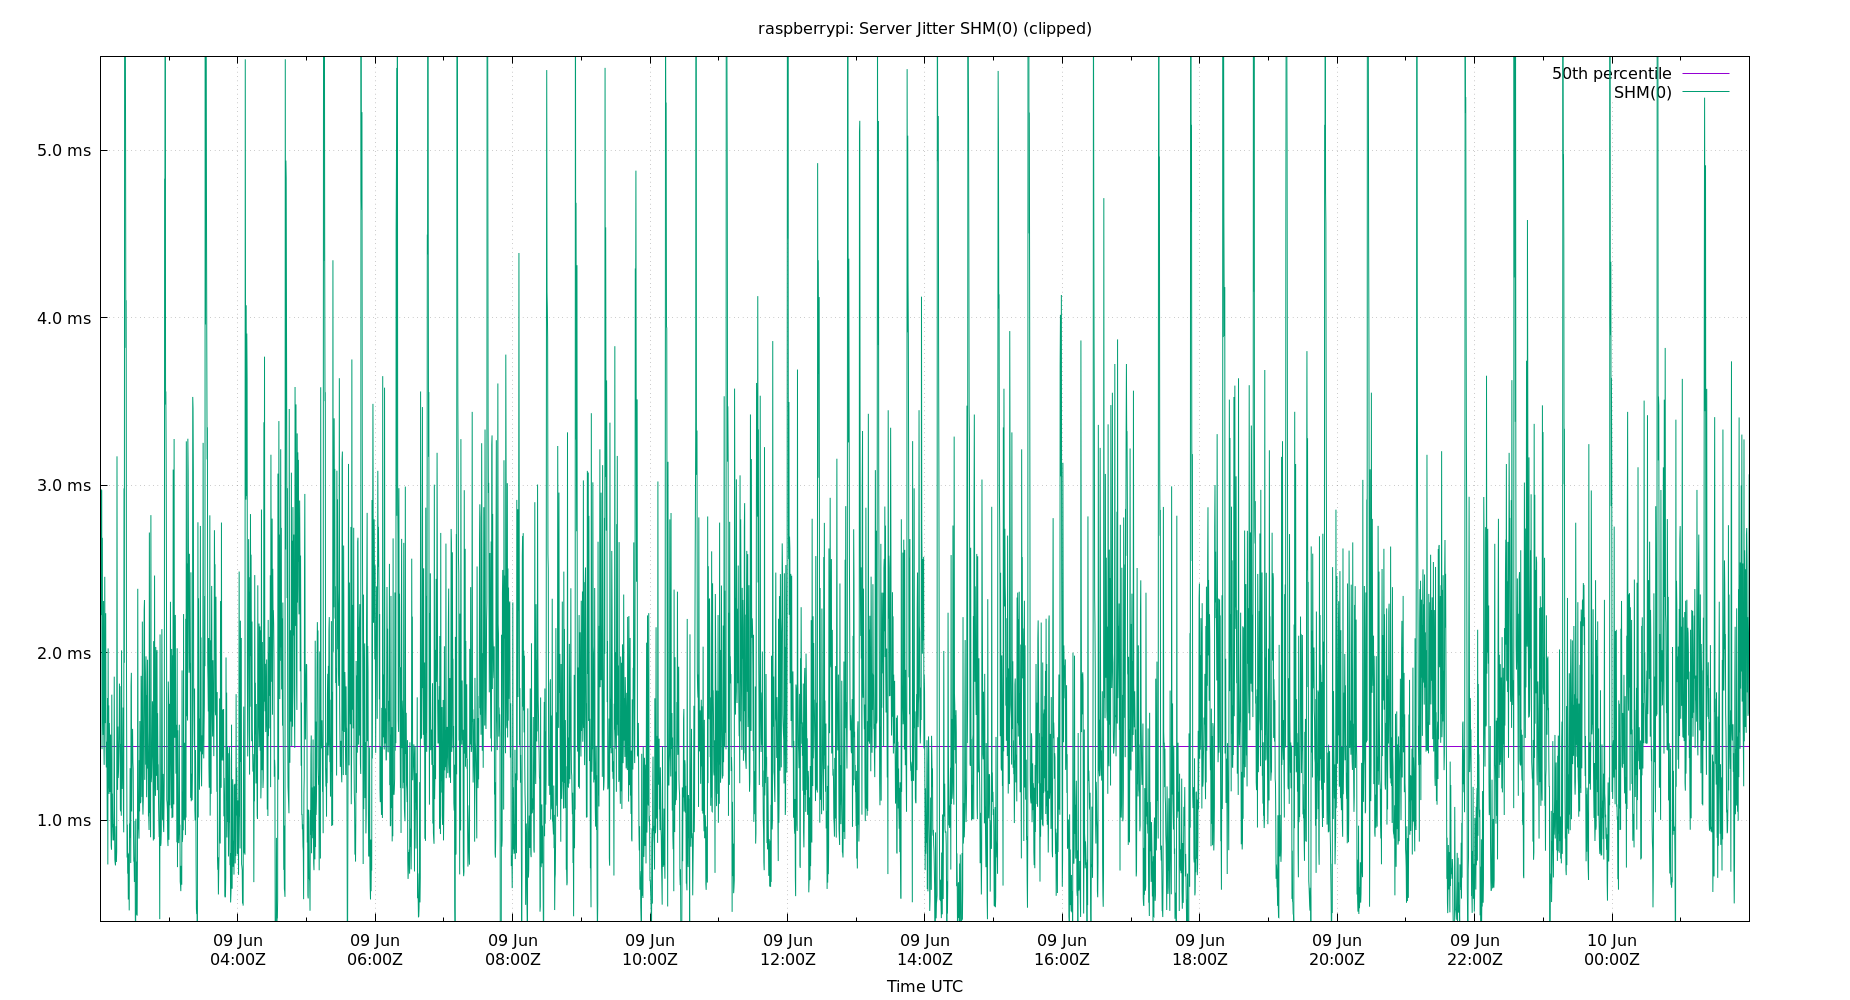 raspberrypi: Server Jitter SHM(0) (clipped)
50th percentile
SHM(0)
5.0 ms
4.0 ms
3.0 ms
2.0 ms
1.0 ms
09 Jun 09 Jun 09 Jun 09 Jun 09 Jun 09 Jun 09 Jun 09 Jun 09 Jun 09 Jun 10 Jun
04:00Z 06:00Z 08:00Z 10:00Z 12:00Z 14:00Z 16:00Z 18:00Z 20:00Z 22:00Z 00:00Z
Time UTC